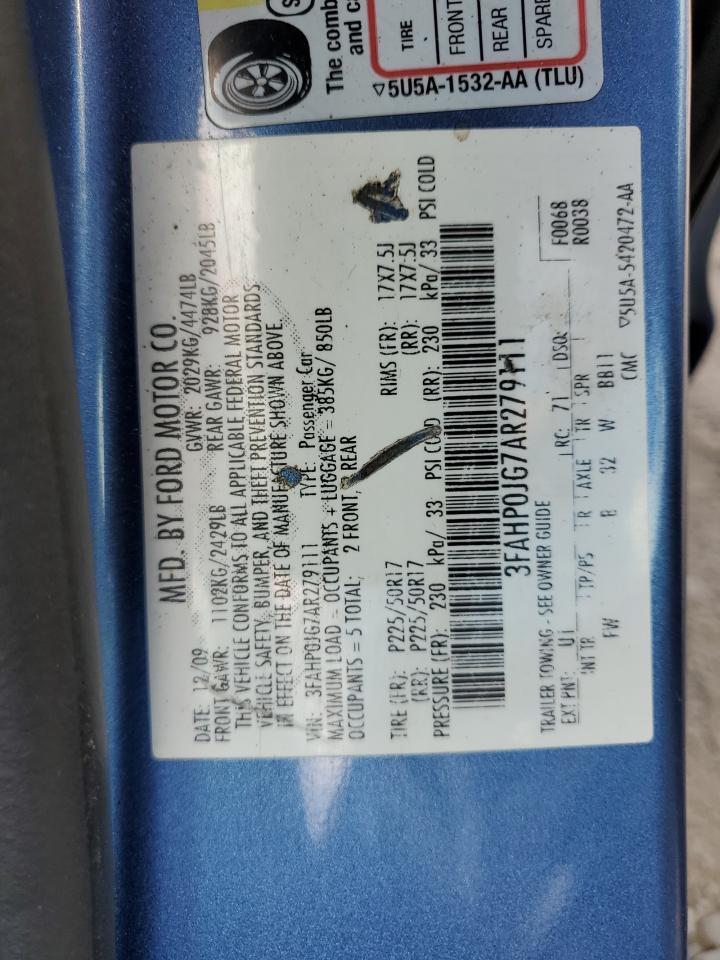 MFD. BY FORD MOTOR CO.
DATE: 12/09 GVWR: 2029KG/4474LB
FRONT GAWR: 1102KG/2429LB REAR GAWR: 928KG/2045LB
THIS VEHICLE CONFORMS TO ALL APPLICABLE FEDERAL MOTOR
VEHICLE SAFETY, BUMPER, AND THEFT PREVENTION STANDARDS
IN EFFECT ON THE DATE OF MANUFACTURE SHOWN ABOVE.
VIN: 3FAHP0JG7AR279111 TYPE: Passenger Car
MAXIMUM LOAD = OCCUPANTS + LUGGAGE = 385KG/ 850LB
OCCUPANTS = 5 TOTAL; 2 FRONT, REAR
TIRE (FR): P225/50R17 RIMS (FR): 17X7.5J
(RR): P225/50R17 (RR): 17X7.5J
PRESSURE (FR): 230 kPa/ 33 PSI COLD (RR): 230 kPa/ 33 PSI COLD
3FAHP0JG7AR279111
TRAILER TOWING - SEE OWNER GUIDE
EXT PNT: UI RC: 71 DSO: F0068
R0038
INT TR TP/PS R AXLE TR SPR
FW 32 W BB11
CMC ▽5U5A-5420472-AA
The comb
and c
TIRE
FRONT
REAR
SPARE
▽5U5A-1532-AA (TLU)